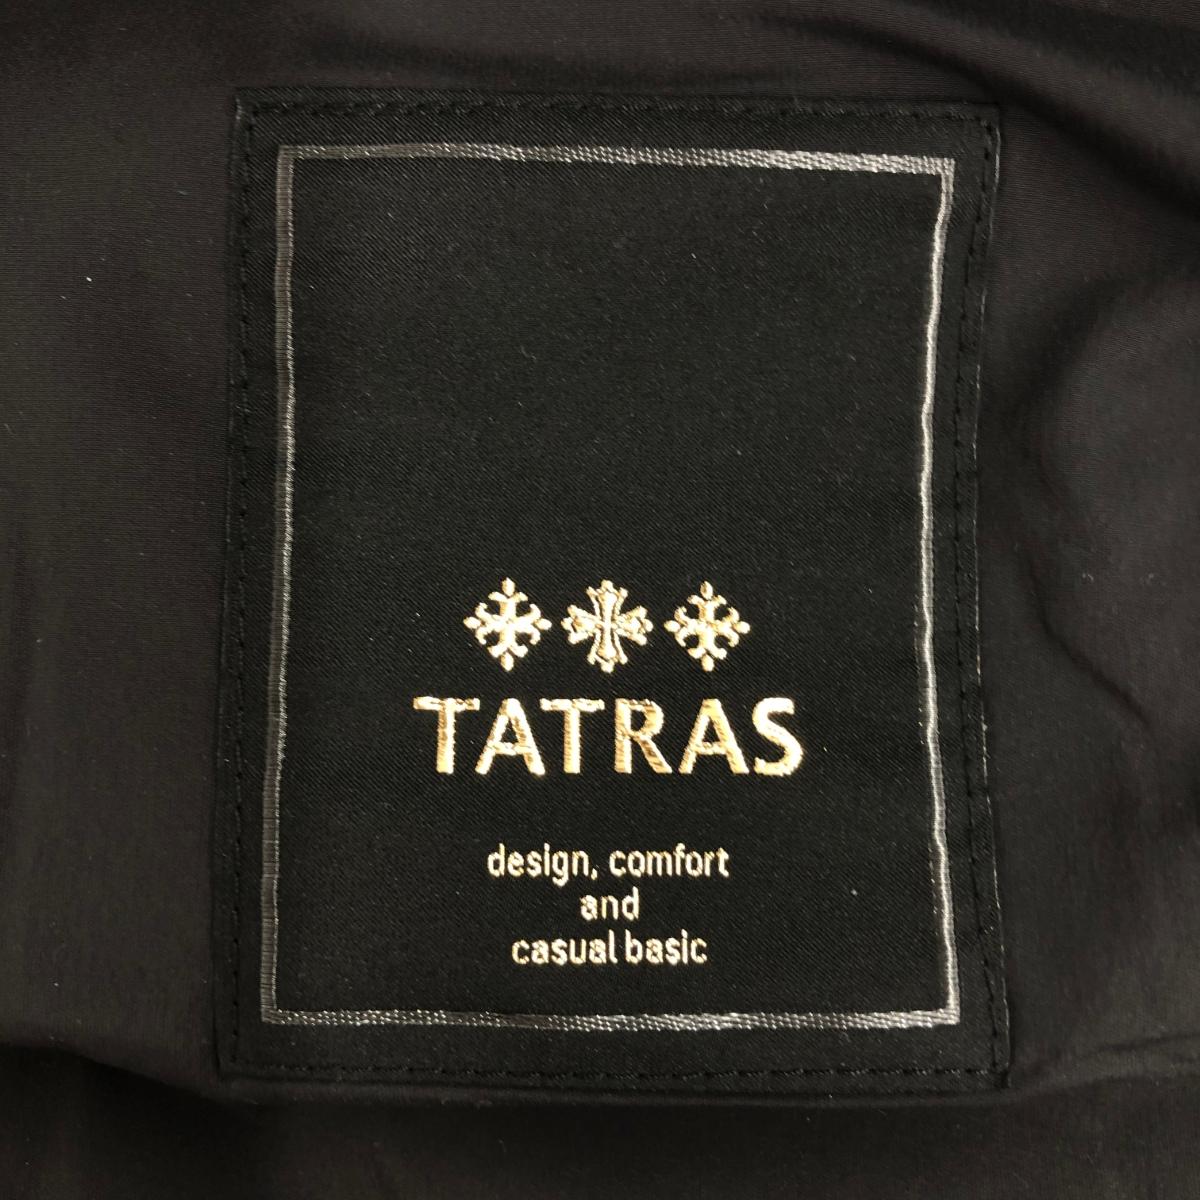 TATRAS
design, comfort
and
casual basic